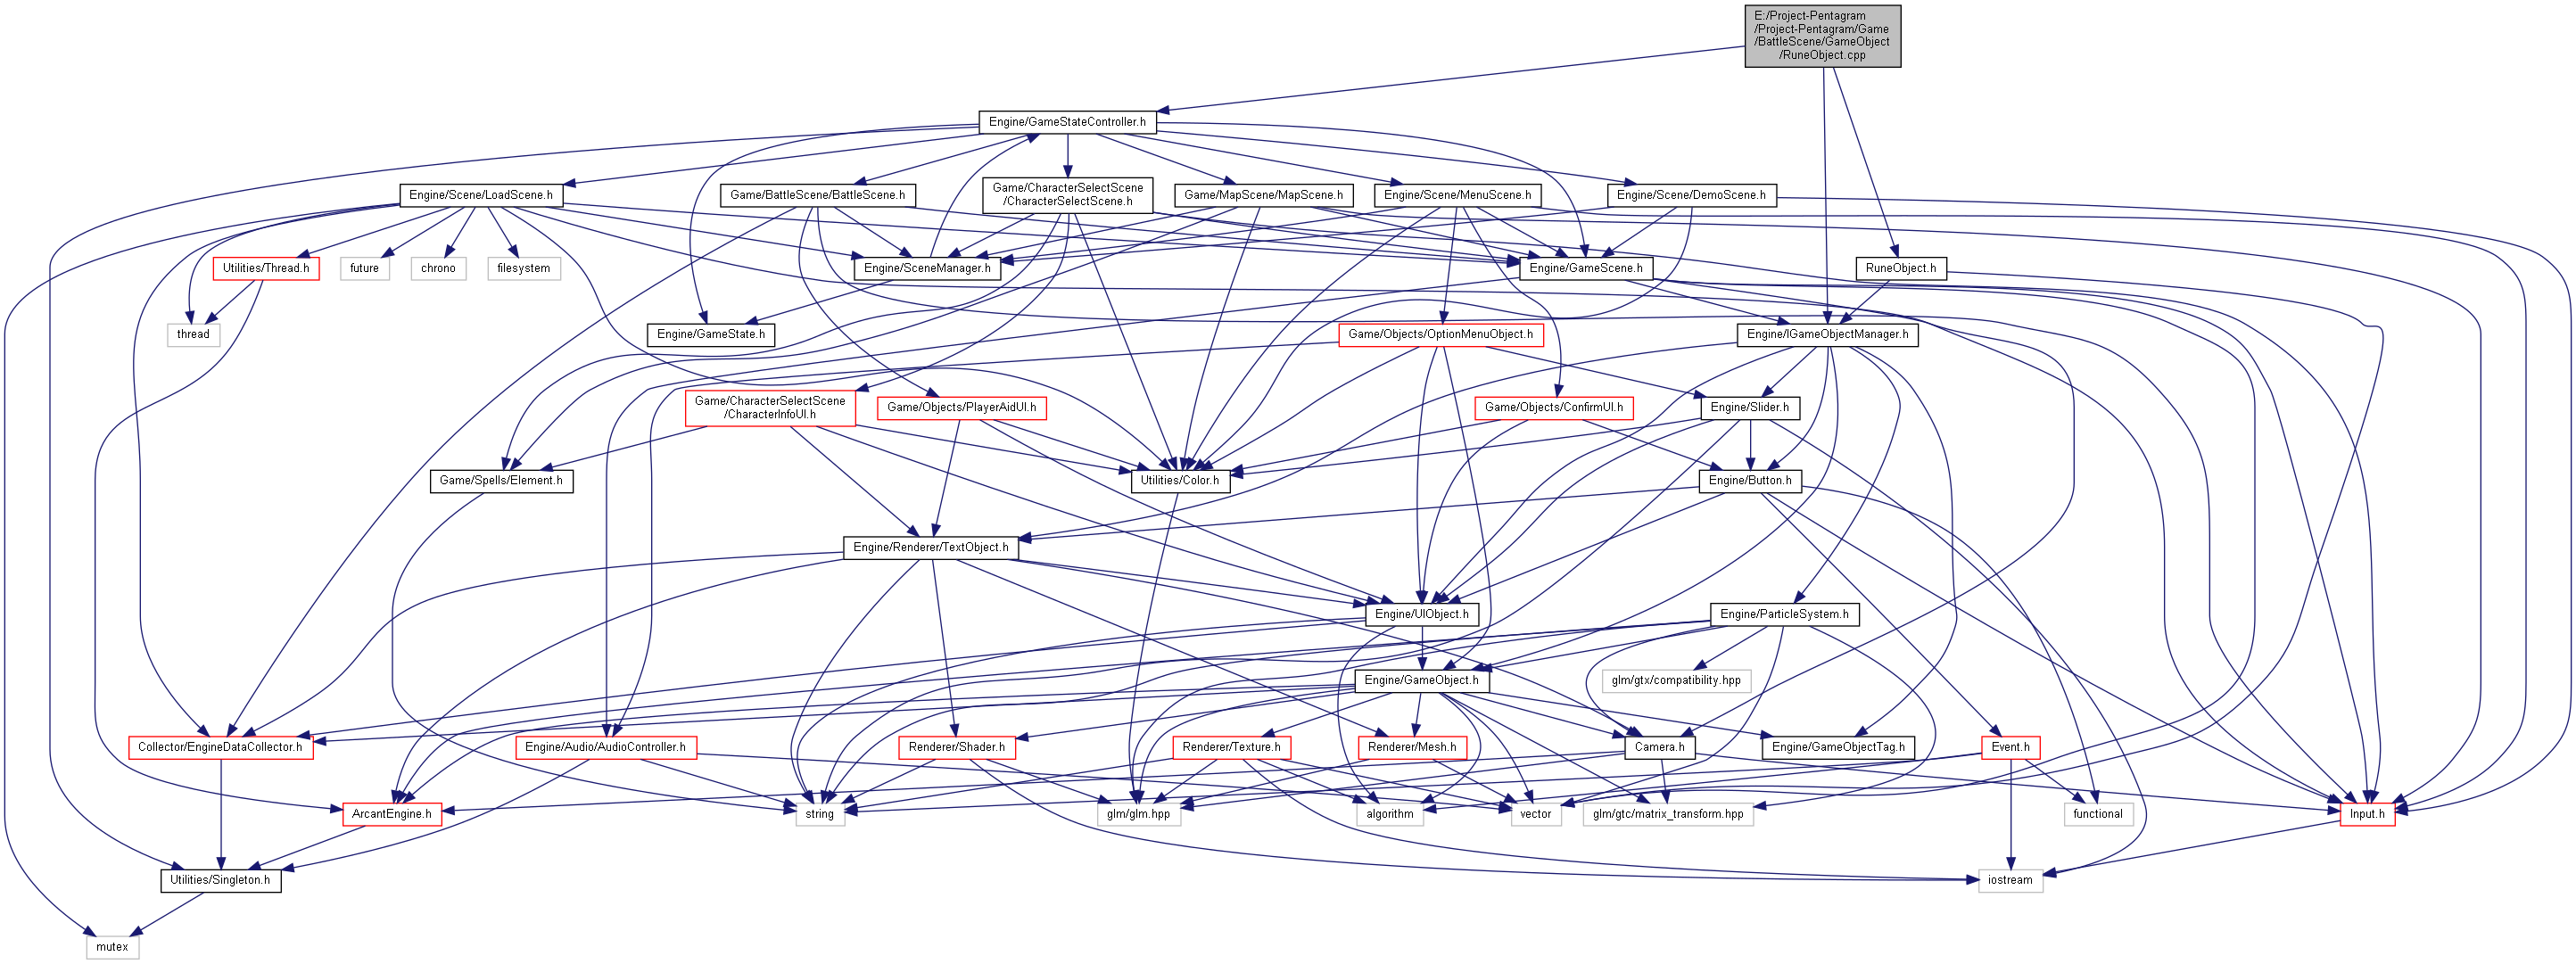 E:/Project-Pentagram
/Project-Pentagram/Game
/BattleScene/GameObject
/RuneObject.cpp
Engine/GameStateController.h
Engine/Scene/LoadScene.h
Game/BattleScene/BattleScene.h
Game/CharacterSelectScene
/CharacterSelectScene.h
Game/MapScene/MapScene.h
Engine/Scene/MenuScene.h
Engine/Scene/DemoScene.h
Utilities/Thread.h
future
chrono
filesystem
Engine/SceneManager.h
Engine/GameScene.h
RuneObject.h
thread
Engine/GameState.h
Game/Objects/OptionMenuObject.h
Engine/IGameObjectManager.h
Game/CharacterSelectScene
/CharacterInfoUI.h
Game/Objects/PlayerAidUI.h
Game/Objects/ConfirmUI.h
Engine/Slider.h
Game/Spells/Element.h
Utilities/Color.h
Engine/Button.h
Engine/Renderer/TextObject.h
Engine/UIObject.h
Engine/ParticleSystem.h
Engine/GameObject.h
glm/gtx/compatibility.hpp
Collector/EngineDataCollector.h
Engine/Audio/AudioController.h
Renderer/Shader.h
Renderer/Texture.h
Renderer/Mesh.h
Camera.h
Engine/GameObjectTag.h
Event.h
ArcantEngine.h
string
glm/glm.hpp
algorithm
vector
glm/gtc/matrix_transform.hpp
functional
Input.h
Utilities/Singleton.h
iostream
mutex